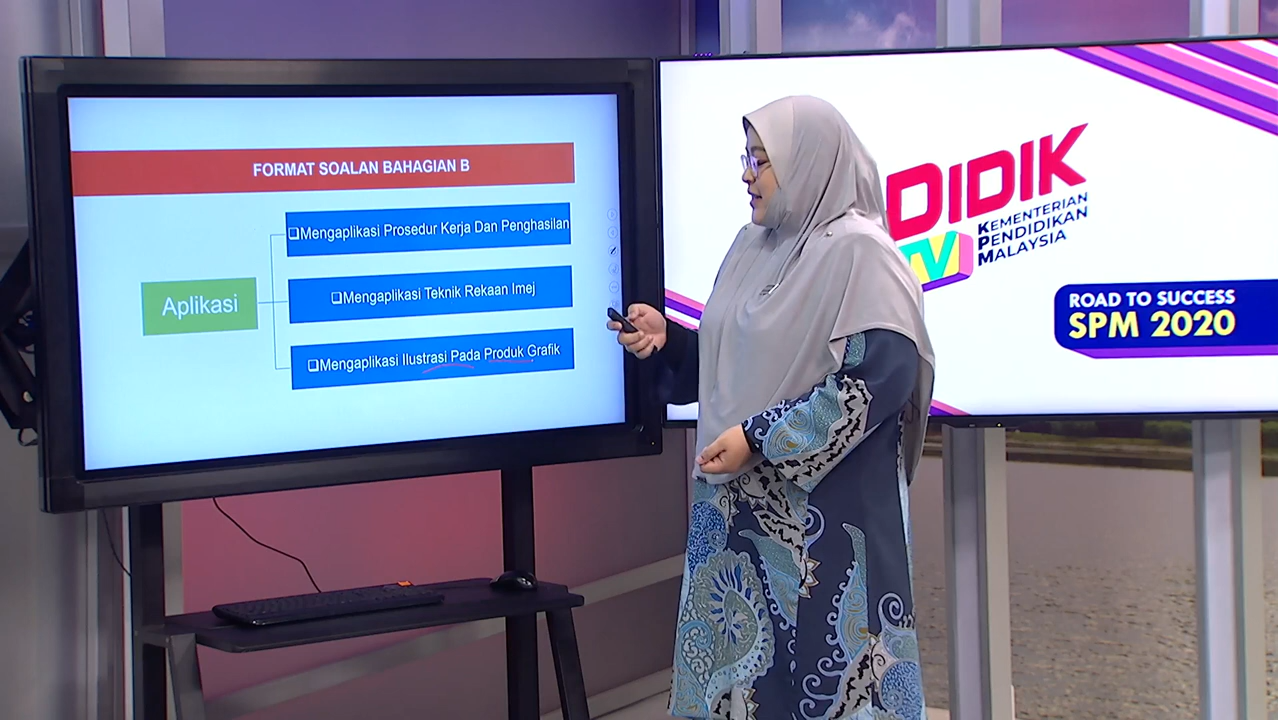 FORMAT SOALAN BAHAGIAN B
Aplikasi
Mengaplikasi Prosedur Kerja Dan Penghasilan
Mengaplikasi Teknik Rekaan Imej
Mengaplikasi Ilustrasi Pada Produk Grafik
DIDIK
TV
KEMENTERIAN
PENDIDIKAN
MALAYSIA
ROAD TO SUCCESS
SPM 2020